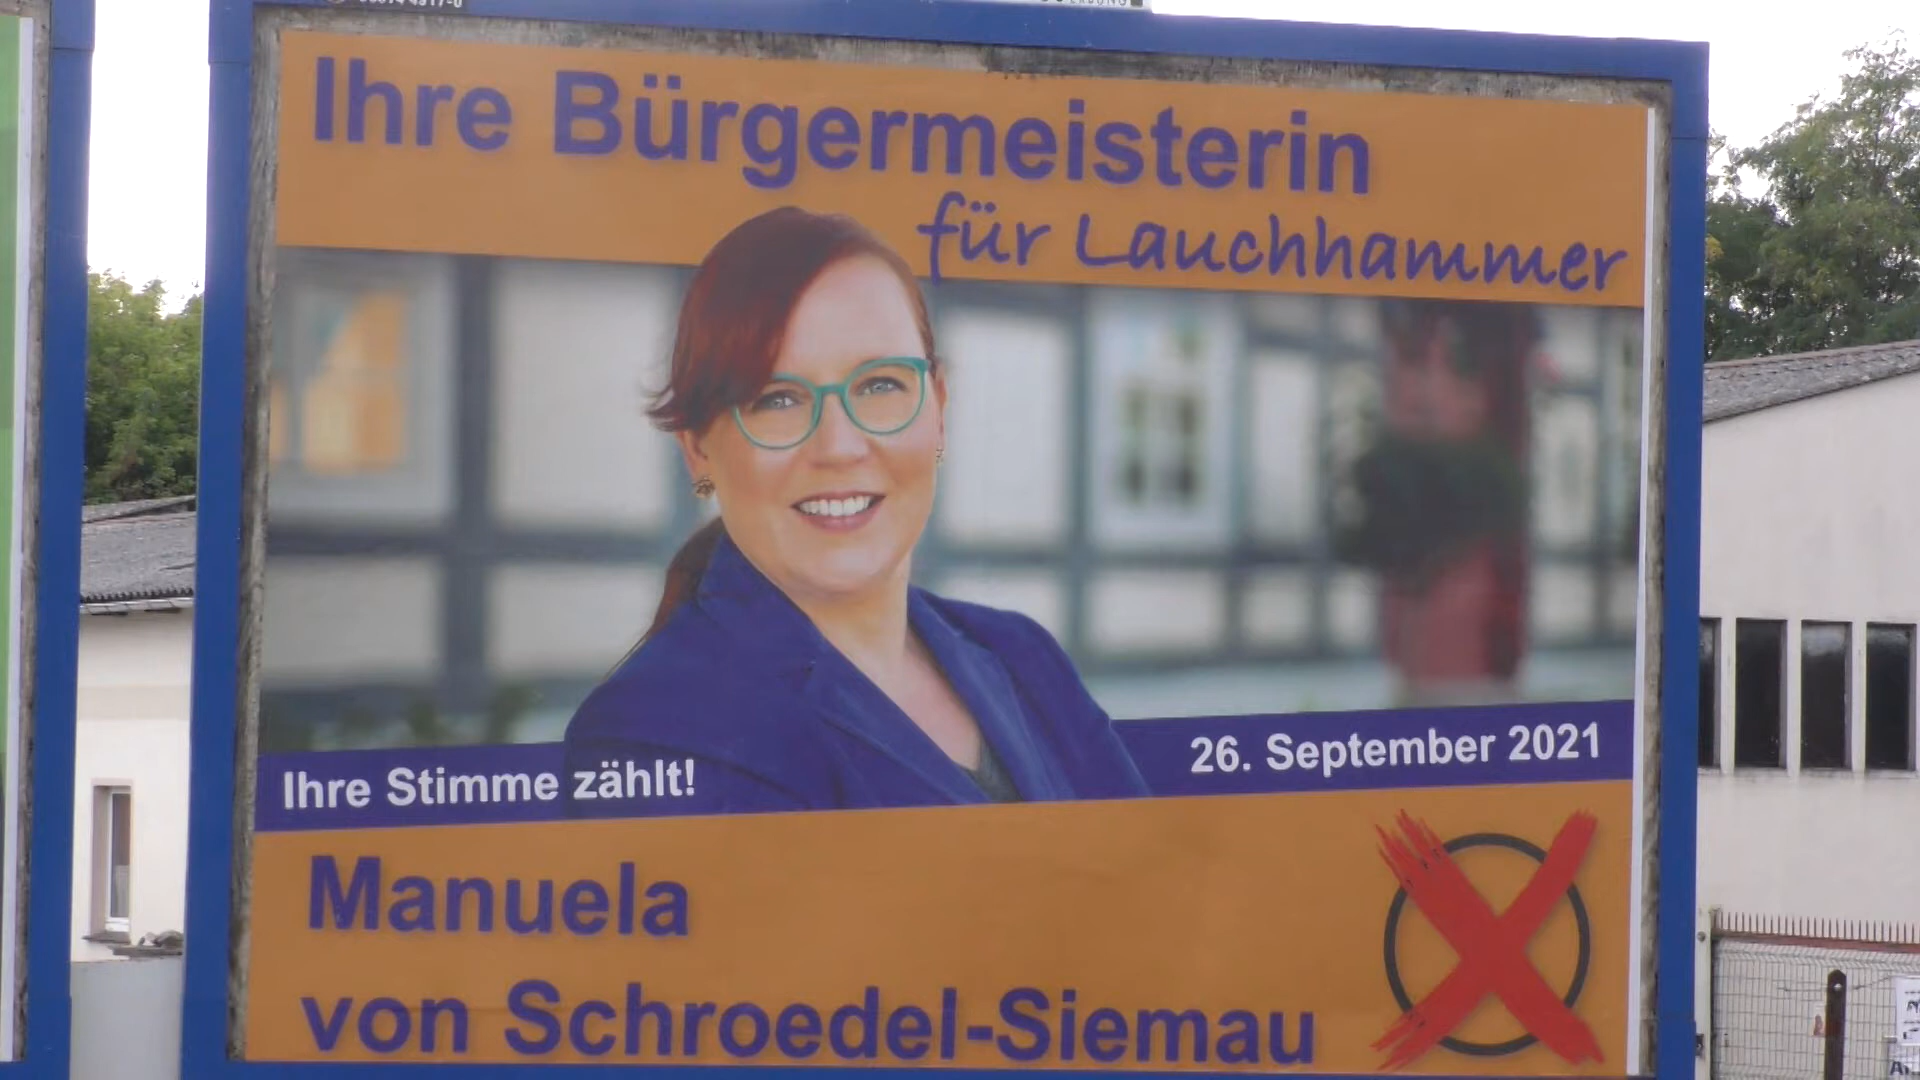 Ihre Bürgermeisterin
für Lauchhammer
Ihre Stimme zählt!
26. September 2021
Manuela
von Schroedel-Siemau